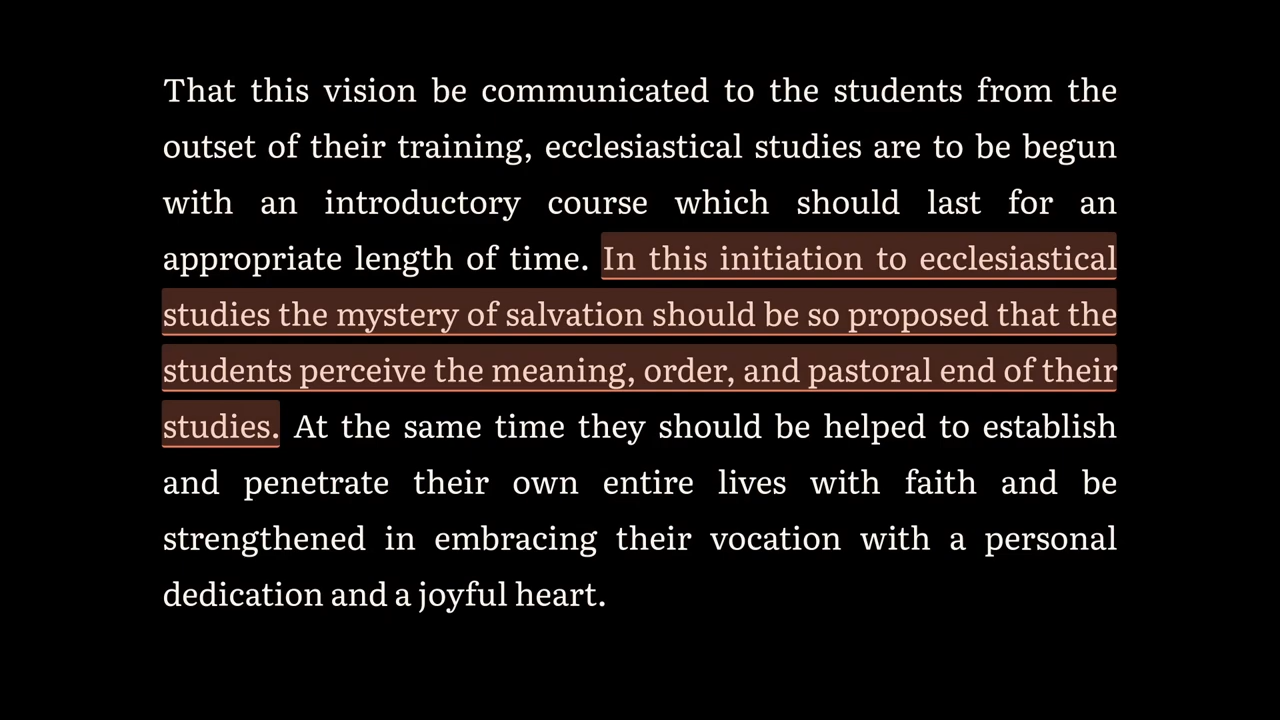 That this vision be communicated to the students from the
outset of their training, ecclesiastical studies are to be begun
with an introductory course which should last for an
appropriate length of time. In this initiation to ecclesiastical
studies the mystery of salvation should be so proposed that the
students perceive the meaning, order, and pastoral end of their
studies. At the same time they should be helped to establish
and penetrate their own entire lives with faith and be
strengthened in embracing their vocation with a personal
dedication and a joyful heart.